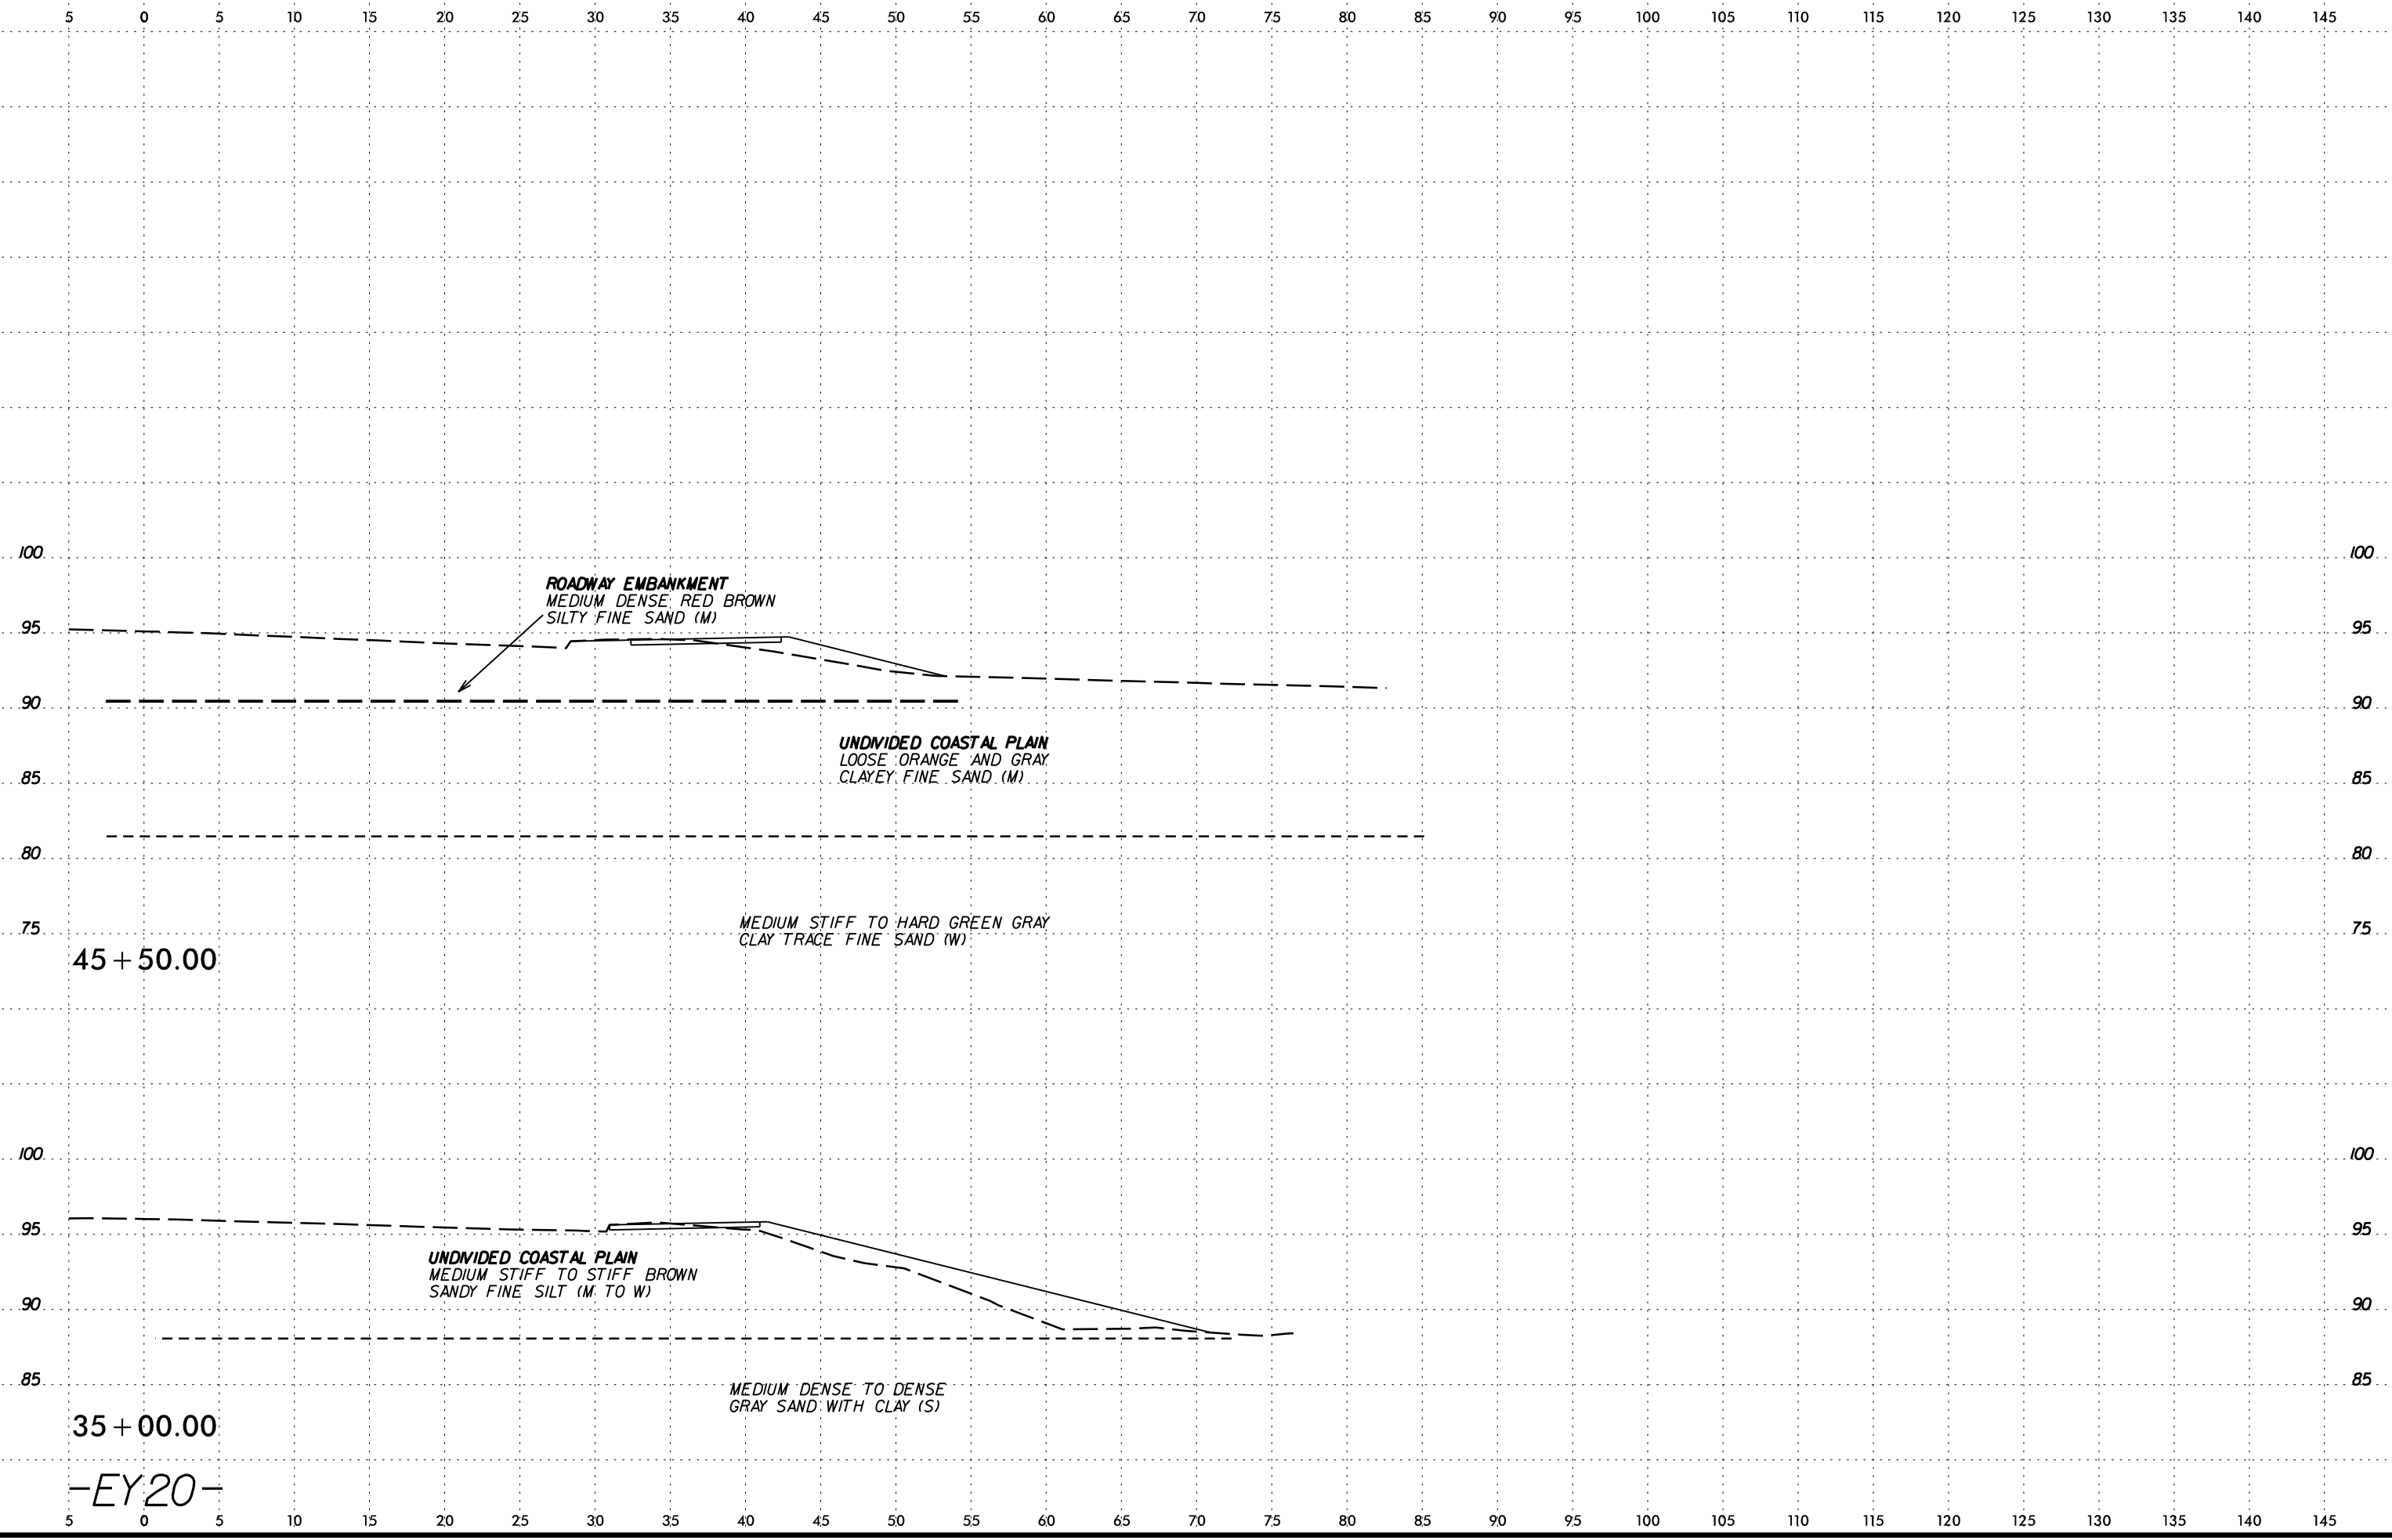 5 0 5 10 15 20 25 30 35 40 45 50 55 60 65 70 75 80 85 90 95 100 105 110 115 120 125 130 135 140 145
100 100
ROADWAY EMBANKMENT
MEDIUM DENSE RED BROWN
SILTY FINE SAND (M)
95 95
90 90
UNDIVIDED COASTAL PLAIN
LOOSE ORANGE AND GRAY
CLAYEY FINE SAND (M)
85 85
80 80
MEDIUM STIFF TO HARD GREEN GRAY
CLAY TRACE FINE SAND (W)
75 75
45+50.00
100 100
95 95
UNDIVIDED COASTAL PLAIN
MEDIUM STIFF TO STIFF BROWN
SANDY FINE SILT (M TO W)
90 90
85 85
MEDIUM DENSE TO DENSE
GRAY SAND WITH CLAY (S)
35+00.00
-EY20-
5 0 5 10 15 20 25 30 35 40 45 50 55 60 65 70 75 80 85 90 95 100 105 110 115 120 125 130 135 140 145